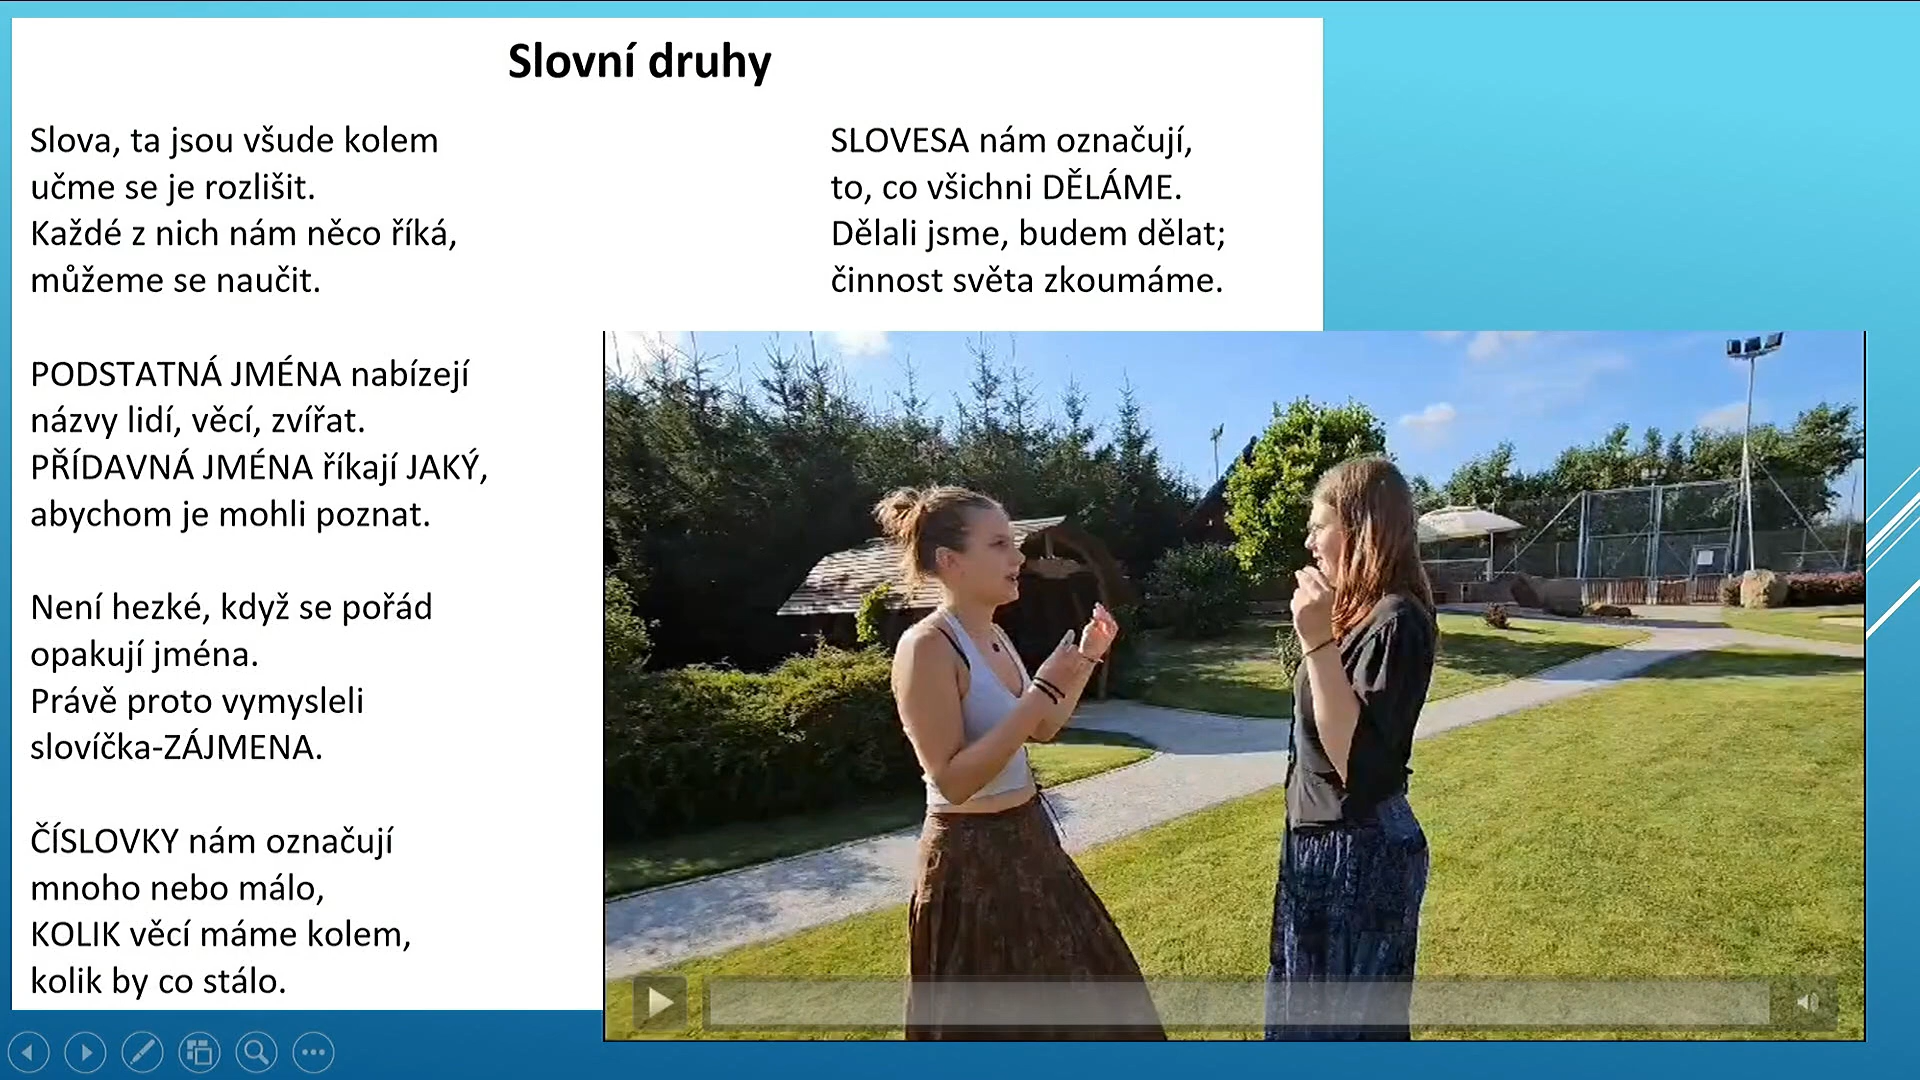 Slovní druhy
Slova, ta jsou všude kolem
učme se je rozlišit.
Každé z nich nám něco říká,
můžeme se naučit.
PODSTATNÁ JMÉNA nabízejí
názvy lidí, věcí, zvířat.
PŘÍDAVNÁ JMÉNA říkají JAKÝ,
abychom je mohli poznat.
Není hezké, když se pořád
opakují jména.
Právě proto vymysleli
slovíčka-ZÁJMENA.
ČÍSLOVKY nám označují
mnoho nebo málo,
KOLIK věcí máme kolem,
kolik by co stálo.
SLOVESA nám označují,
to, co všichni DĚLÁME.
Dělali jsme, budem dělat;
činnost světa zkoumáme.